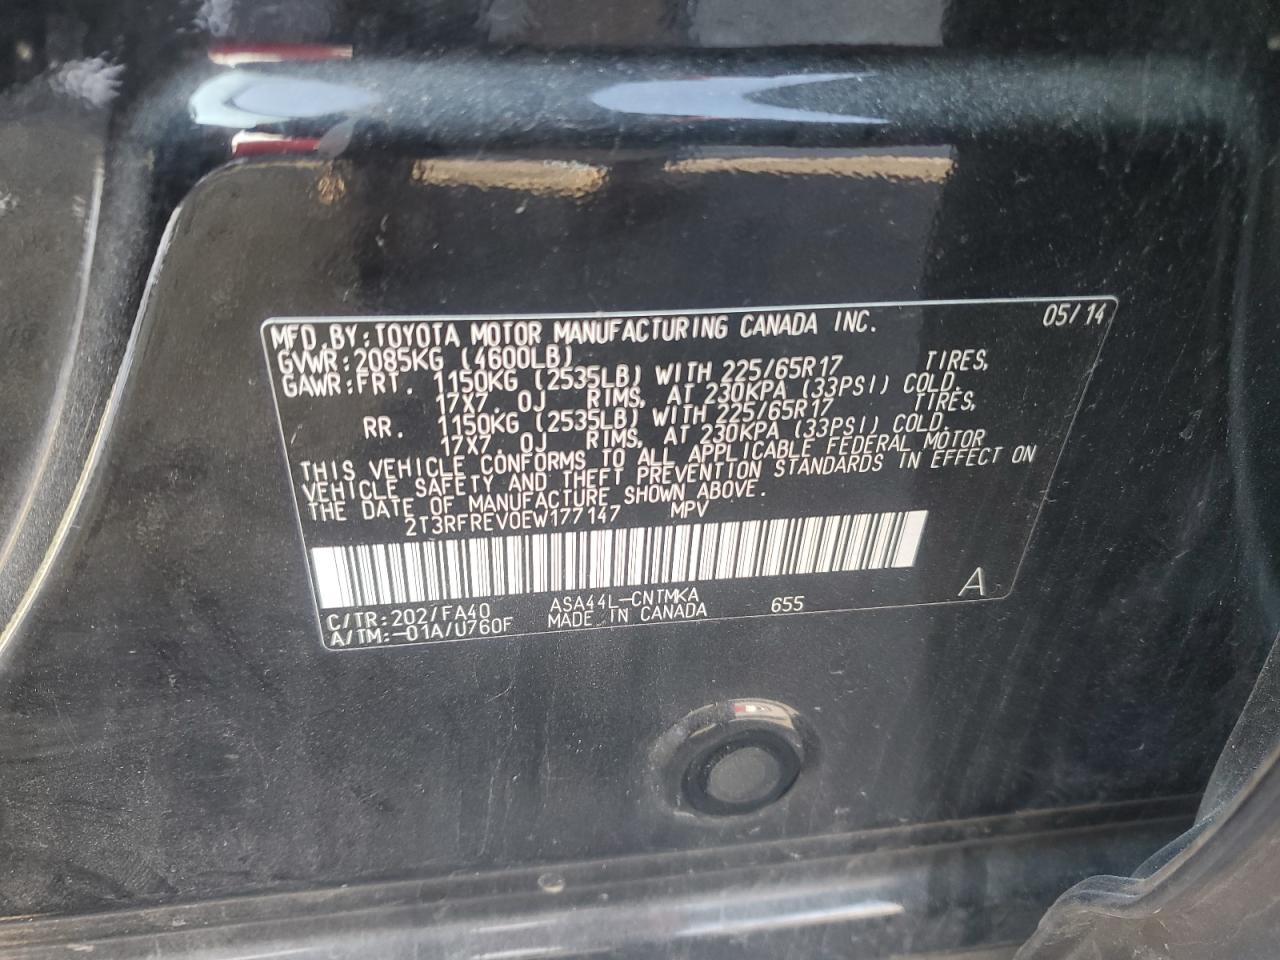 MFD.BY:TOYOTA MOTOR MANUFACTURING CANADA INC. 05/14
GVWR:2085KG (4600LB)
GAWR:FRT. 1150KG (2535LB) WITH 225/65R17 TIRES,
17X7.0J RIMS, AT 230KPA (33PSI) COLD.
RR. 1150KG (2535LB) WITH 225/65R17 TIRES,
17X7.0J RIMS, AT 230KPA (33PSI) COLD.
THIS VEHICLE CONFORMS TO ALL APPLICABLE FEDERAL MOTOR
VEHICLE SAFETY AND THEFT PREVENTION STANDARDS IN EFFECT ON
THE DATE OF MANUFACTURE SHOWN ABOVE.
2T3RFREV0EW177147 MPV
C/TR:202/FA40 ASA44L-CNTMKA 655 A
A/TM:-01A/U760F MADE IN CANADA